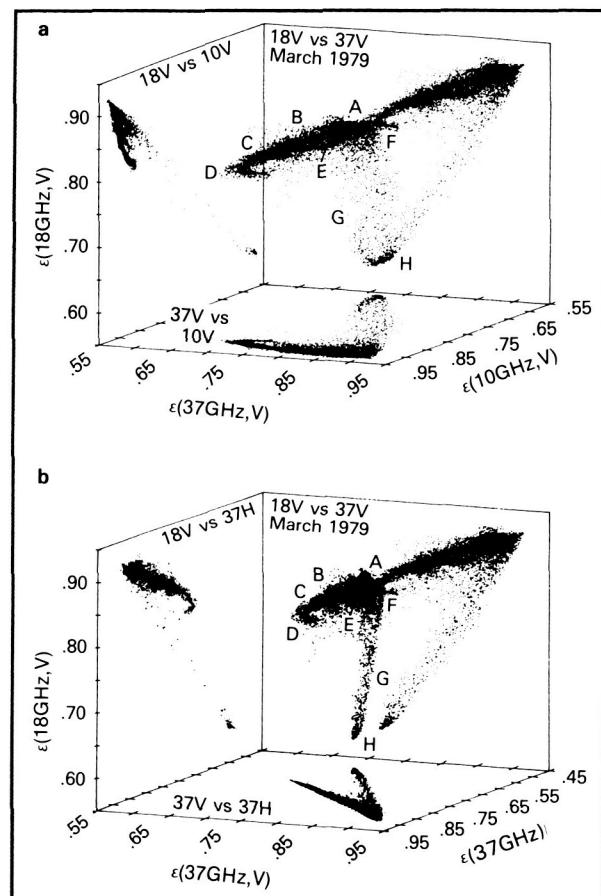 a
18V vs 10V
18V vs 37V
March 1979
A
B
C
D
E
F
G
H
ε(18GHz,V)
.90
.80
.70
.60
37V vs
10V
.55
.65
.75
.85
.95
ε(37GHz,V)
.95
.85
.75
.65
.55
ε(10GHz,V)
b
18V vs 37H
18V vs 37V
March 1979
A
B
C
D
E
F
G
H
ε(18GHz,V)
.90
.80
.70
.60
37V vs 37H
.55
.65
.75
.85
.95
ε(37GHz,V)
.95
.85
.75
.65
.55
.45
ε(37GHz)